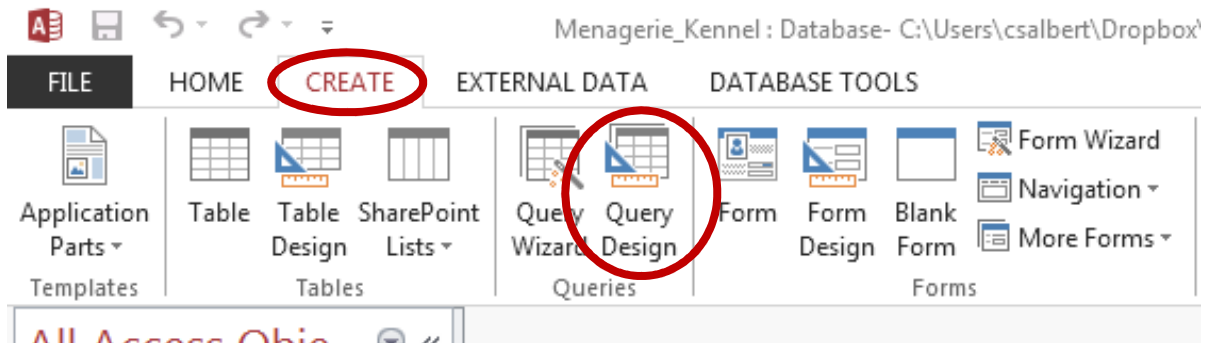 Menagerie_Kennel : Database- C:\Users\csalbert\Dropbox\
FILE HOME CREATE EXTERNAL DATA DATABASE TOOLS
Application Parts Table Table Design SharePoint Lists Query Wizard Query Design Form Form Design Blank Form
Form Wizard
Navigation
More Forms
Templates Tables Queries Forms
All Access Obje...